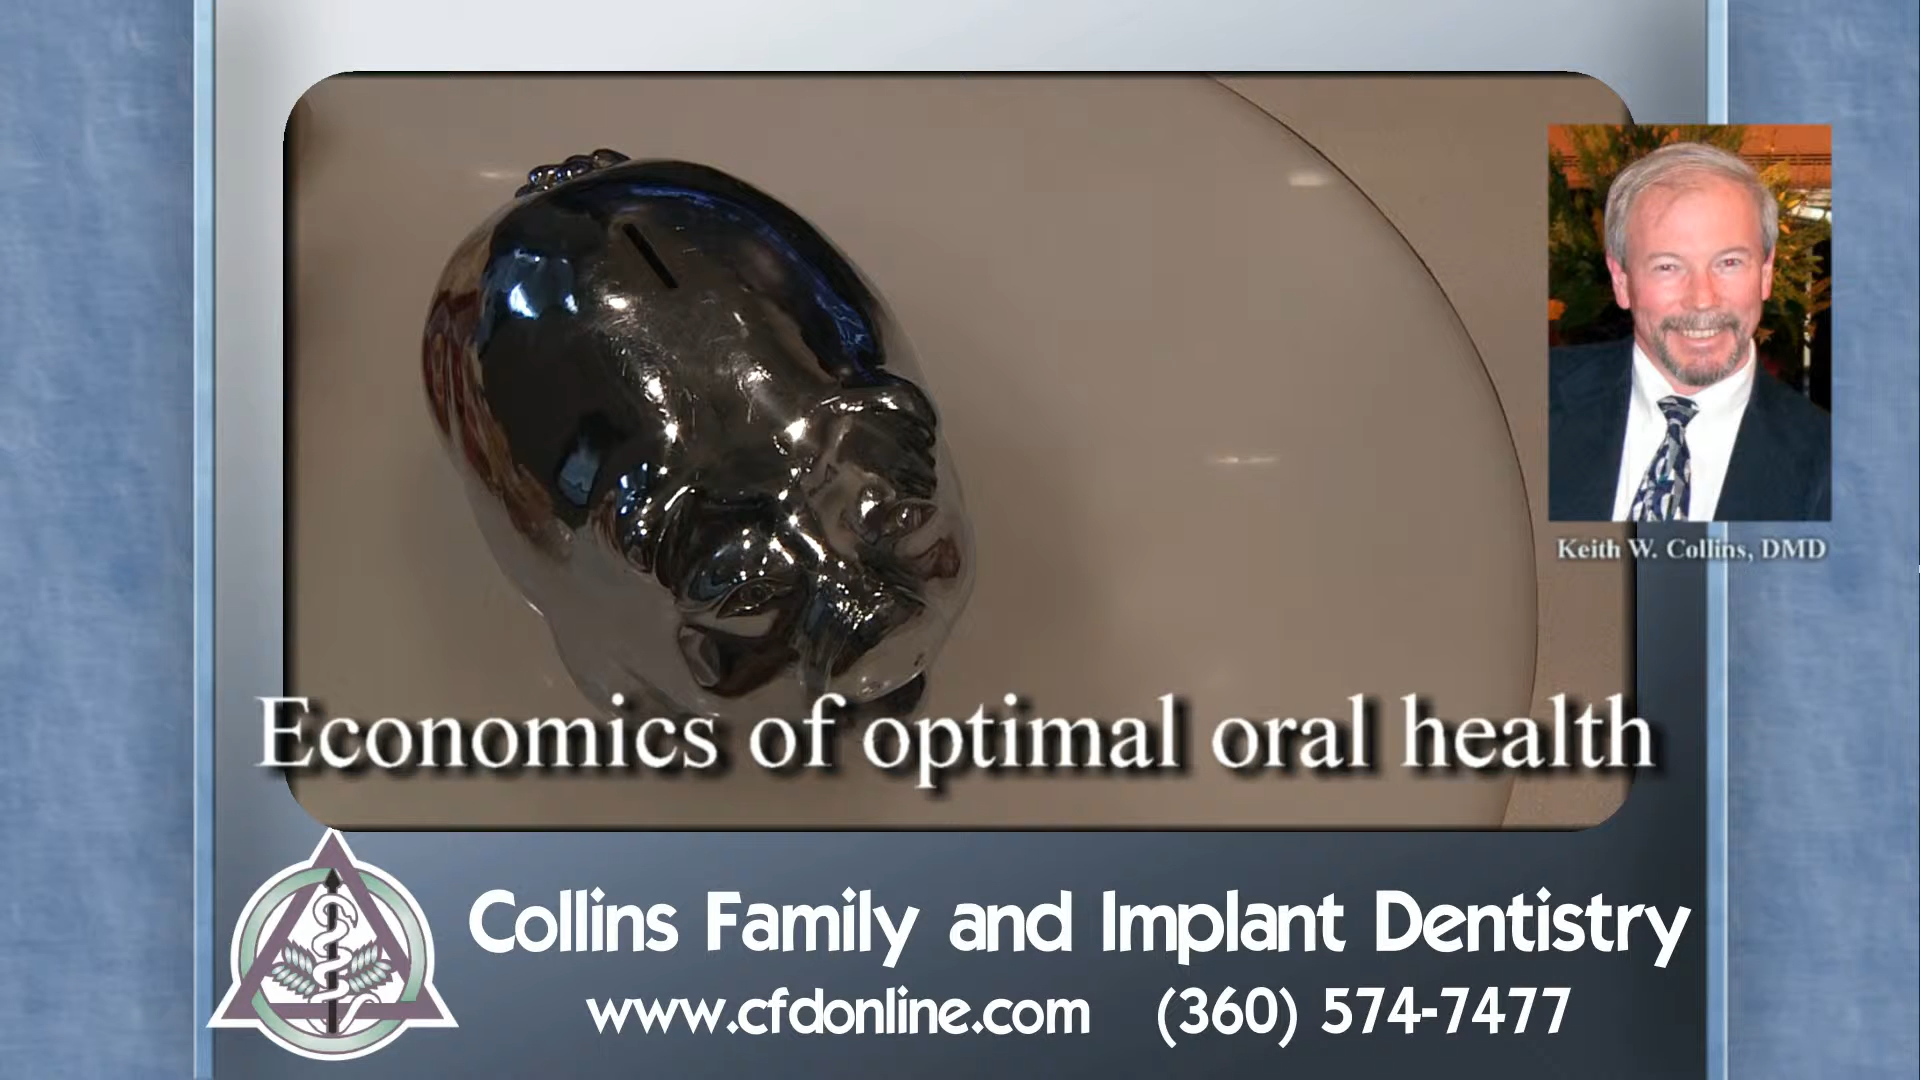 Keith W. Collins, DMD
Economics of optimal oral health
Collins Family and Implant Dentistry
www.cfdonline.com (360) 574-7477